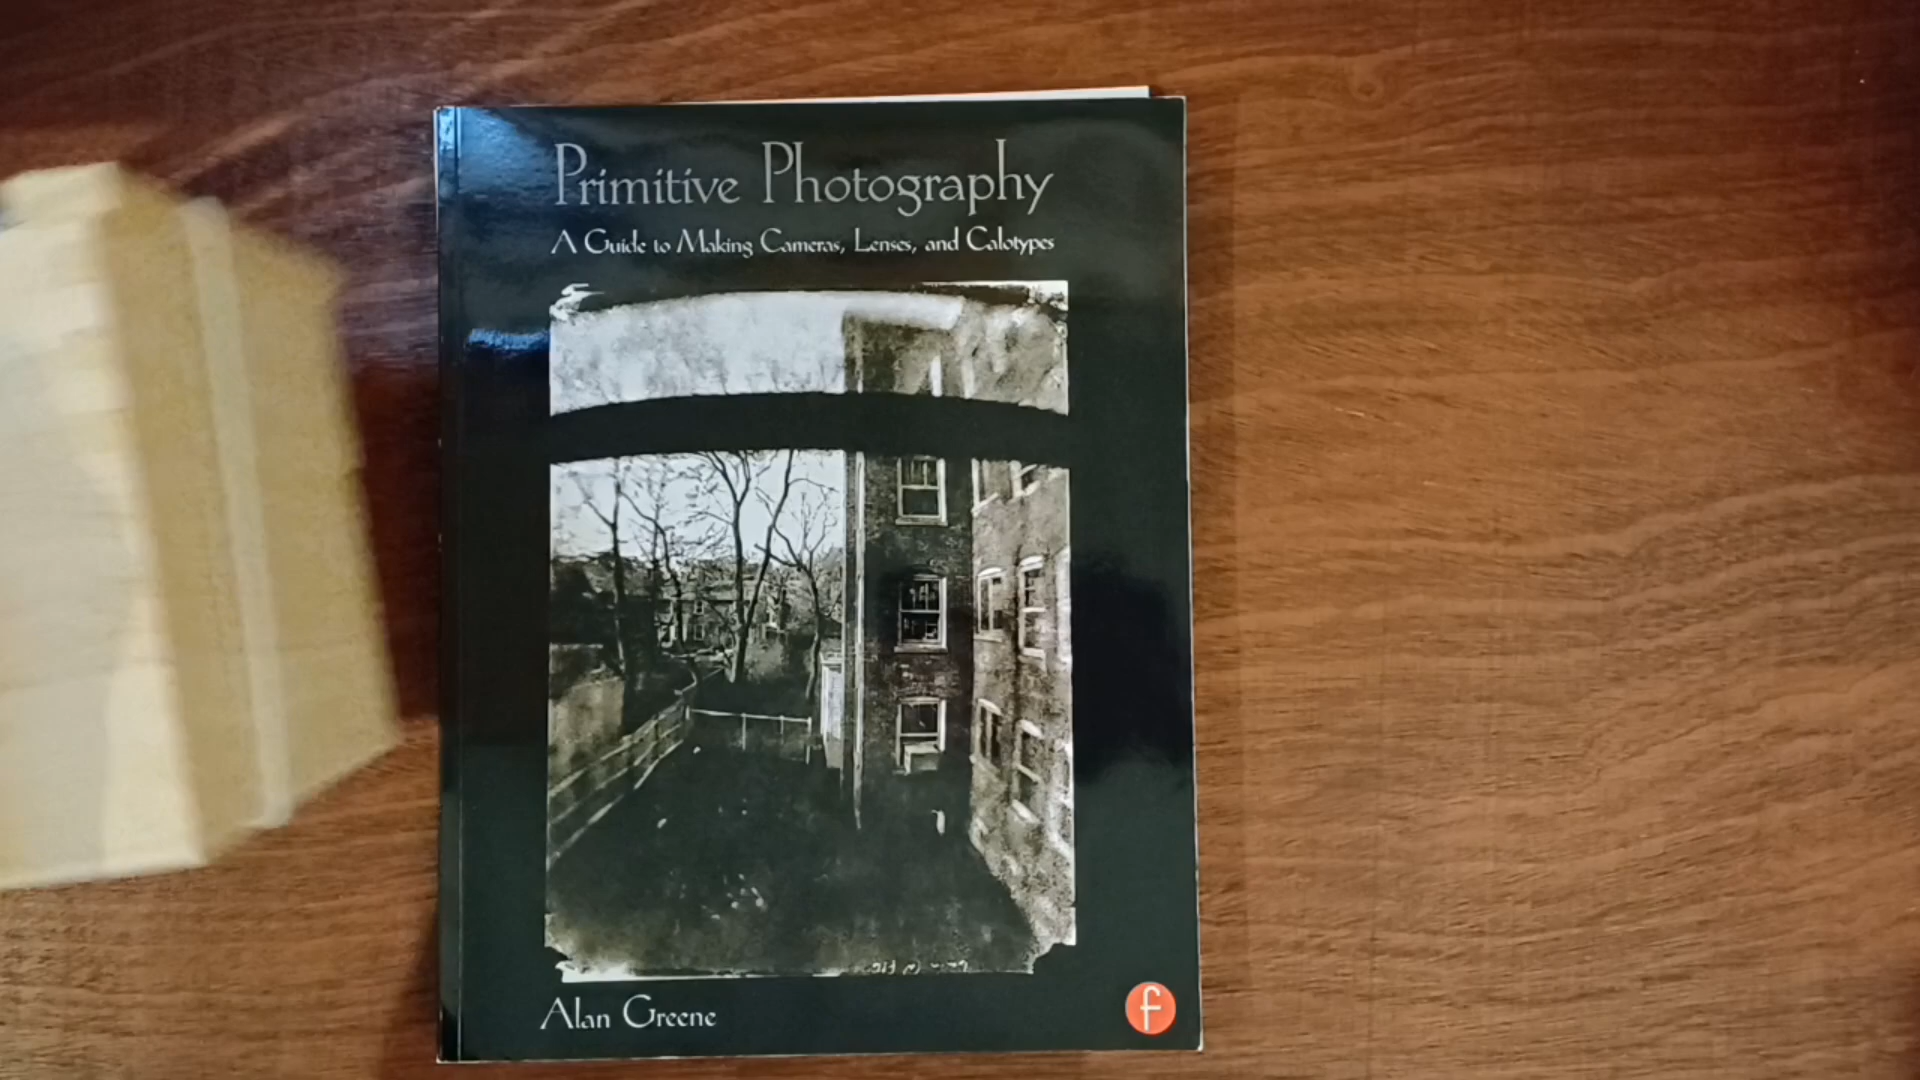 Primitive Photography
A Guide to Making Cameras, Lenses, and Calotypes
Alan Greene
f